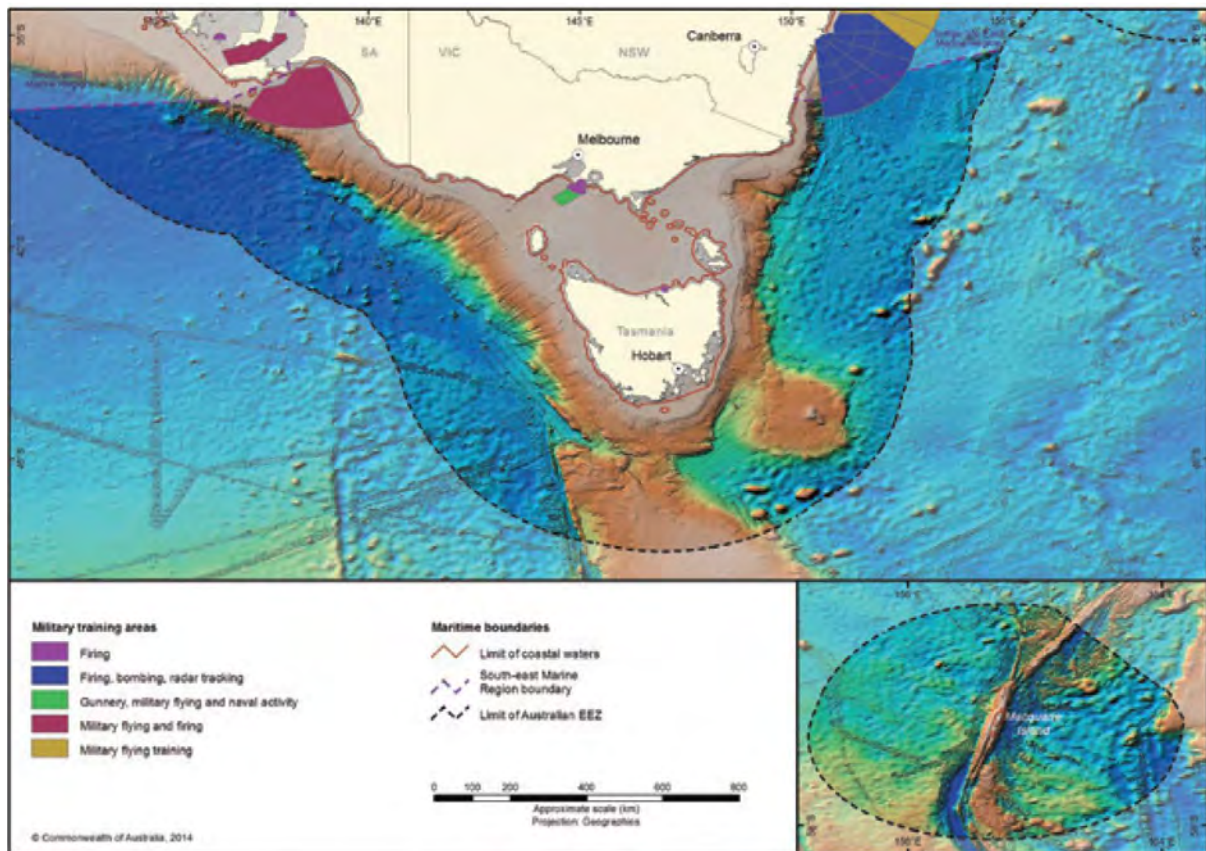 140°E
145°E
150°E
35°S
SA
VIC
NSW
Canberra
Melbourne
Tasmania
Hobart
Macquarie
Island
Military training areas
Firing
Firing, bombing, radar tracking
Gunnery, military flying and naval activity
Military flying and firing
Military flying training
Maritime boundaries
Limit of coastal waters
South-east Marine
Region boundary
Limit of Australian EEZ
0 100 200 400 600 800
Approximate scale (km)
Projection: Geographics
© Commonwealth of Australia, 2014